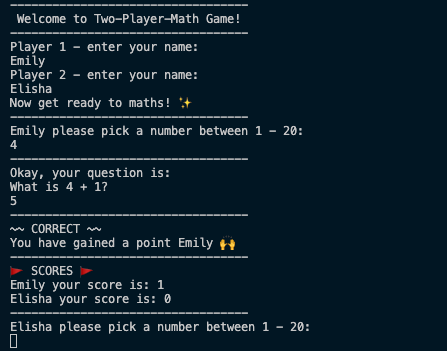 ---------------------------------
Welcome to Two-Player-Math Game!
---------------------------------
Player 1 - enter your name:
Emily
Player 2 - enter your name:
Elisha
Now get ready to maths! ✨
---------------------------------
Emily please pick a number between 1 - 20:
4
---------------------------------
Okay, your question is:
What is 4 + 1?
5
---------------------------------
~~ CORRECT ~~
You have gained a point Emily 🙌
---------------------------------
🚩 SCORES 🚩
Emily your score is: 1
Elisha your score is: 0
---------------------------------
Elisha please pick a number between 1 - 20: